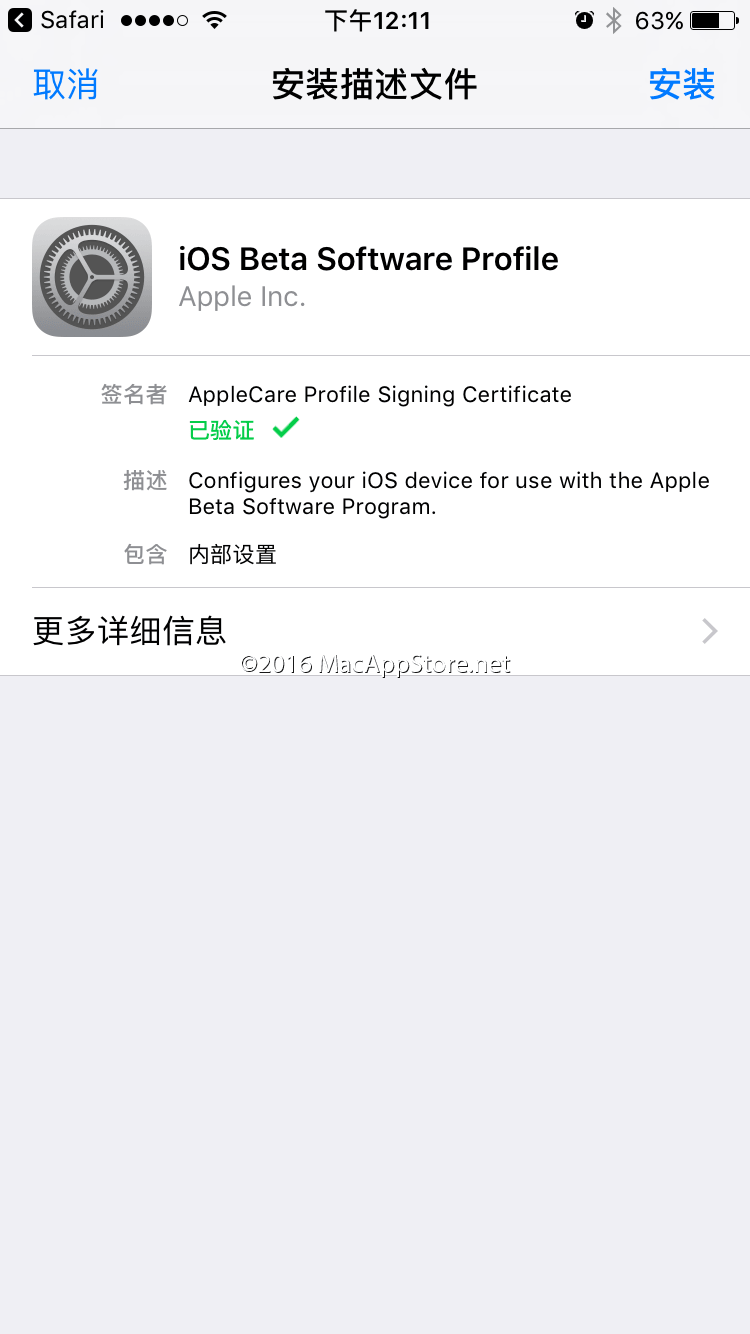 Safari 下午12:11 63%
取消 安装描述文件 安装
iOS Beta Software Profile
Apple Inc.
签名者 AppleCare Profile Signing Certificate
已验证
描述 Configures your iOS device for use with the Apple
Beta Software Program.
包含 内部设置
更多详细信息
©2016 MacAppStore.net